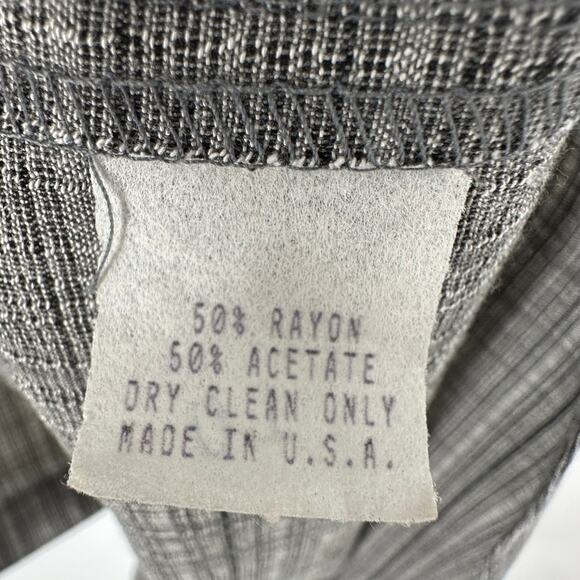 50% RAYON
50% ACETATE
DRY CLEAN ONLY
MADE IN U.S.A.